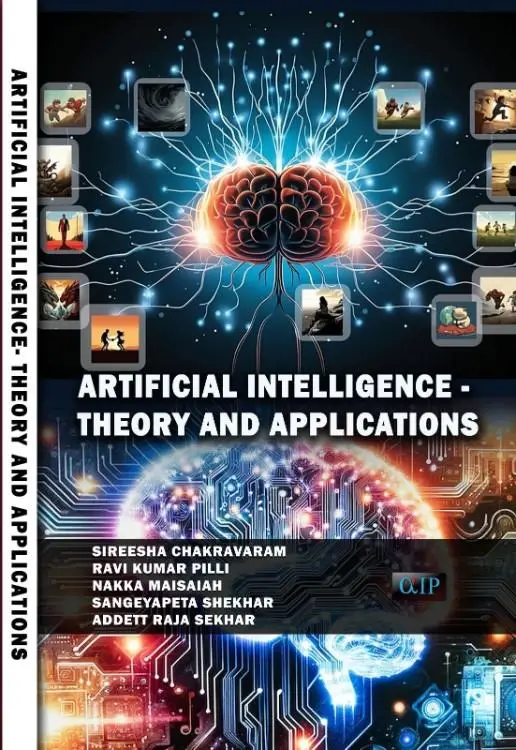 ARTIFICIAL INTELLIGENCE- THEORY AND APPLICATIONS
ARTIFICIAL INTELLIGENCE -
THEORY AND APPLICATIONS
SIREESHA CHAKRAVARAM
RAVI KUMAR PILLI
NAKKA MAISAIAH
SANGEYAPETA SHEKHAR
ADDETT RAJA SEKHAR
αIP